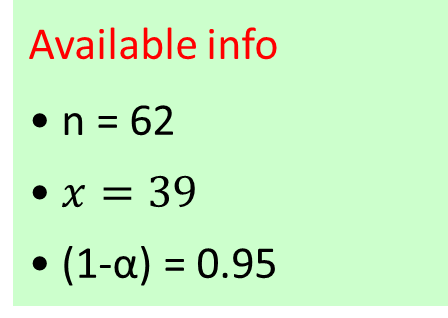 Available info
• n = 62
• x = 39
• (1-α) = 0.95